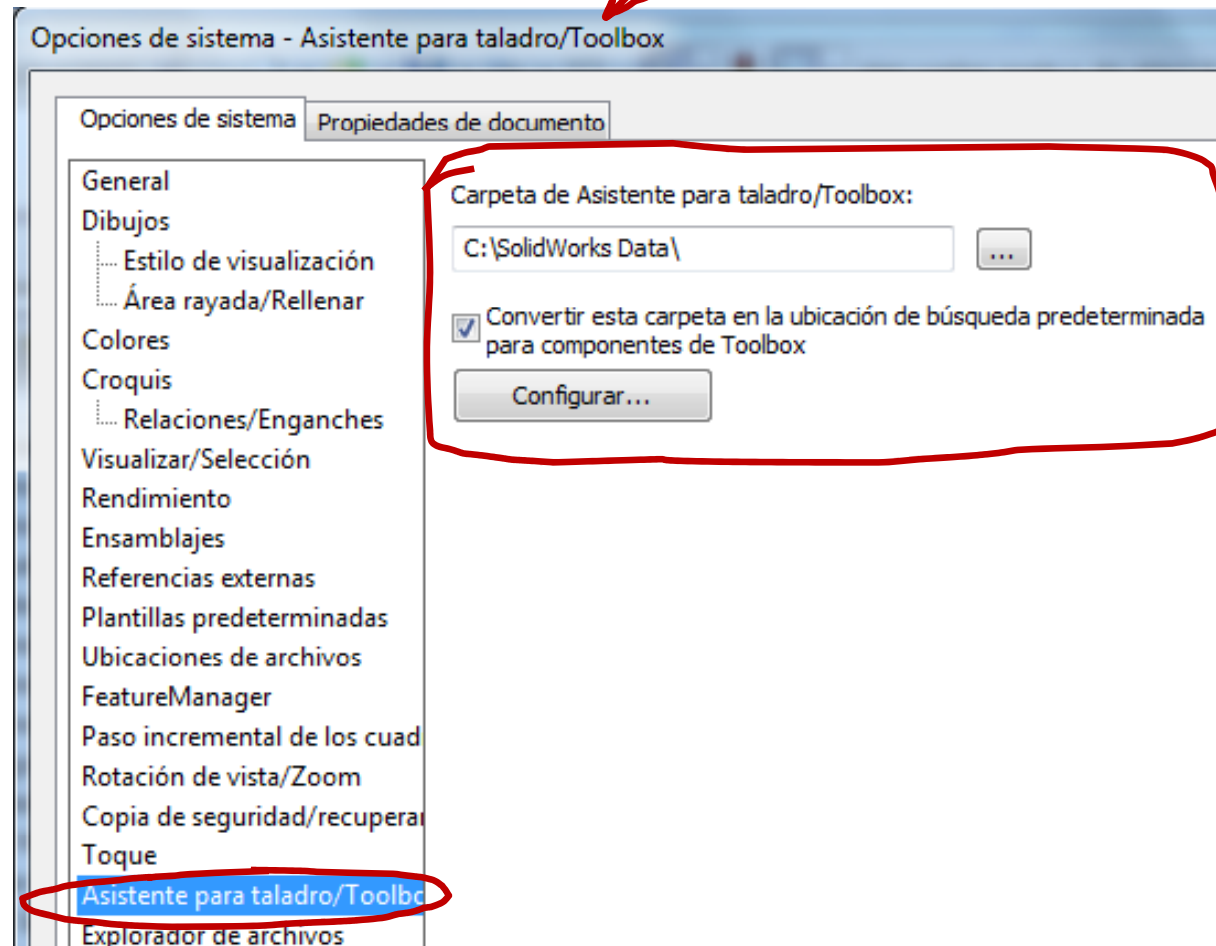 Opciones de sistema - Asistente para taladro/Toolbox
Opciones de sistema
Propiedades de documento
General
Dibujos
Estilo de visualización
Área rayada/Rellenar
Colores
Croquis
Relaciones/Enganches
Visualizar/Selección
Rendimiento
Ensamblajes
Referencias externas
Plantillas predeterminadas
Ubicaciones de archivos
FeatureManager
Paso incremental de los cuad
Rotación de vista/Zoom
Copia de seguridad/recupera
Toque
Asistente para taladro/Toolbo
Explorador de archivos
Carpeta de Asistente para taladro/Toolbox:
C:\SolidWorks Data\
...
Convertir esta carpeta en la ubicación de búsqueda predeterminada
para componentes de Toolbox
Configurar...